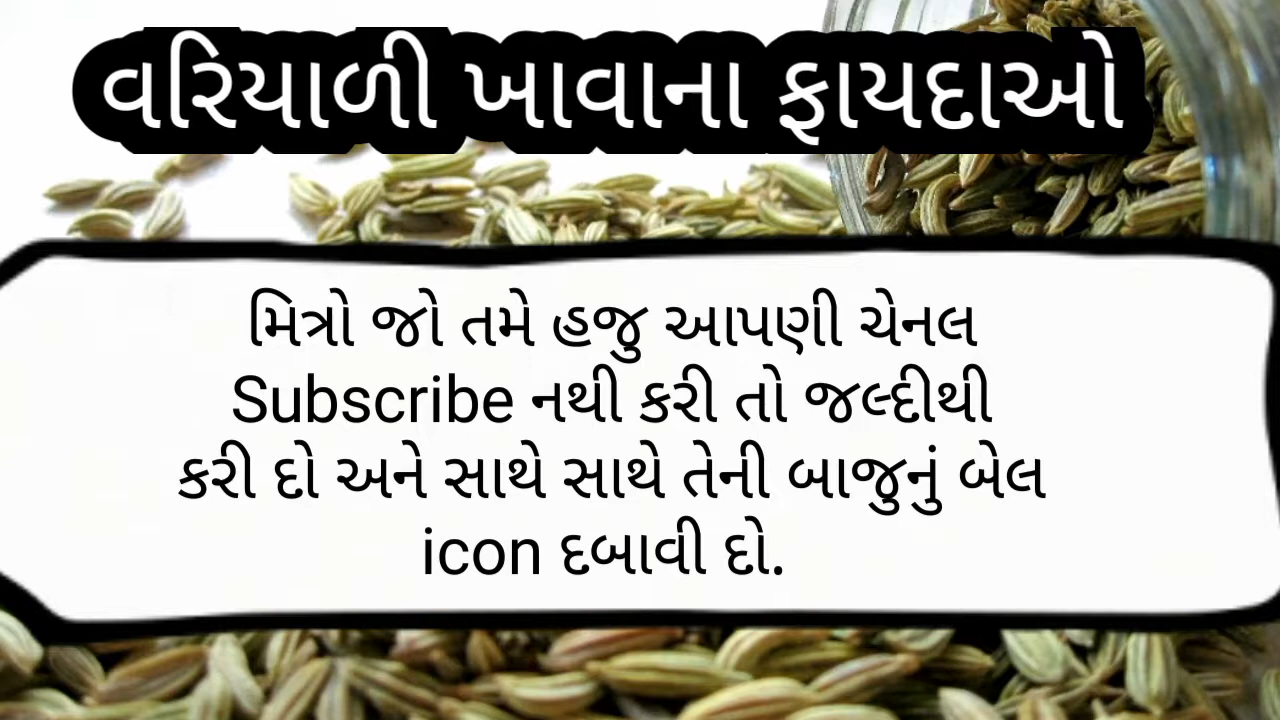 વરિયાળી ખાવાના ફાયદાઓ
મિત્રો જો તમે હજુ આપણી ચેનલ
Subscribe નથી કરી તો જલ્દીથી
કરી દો અને સાથે સાથે તેની બાજુનું બેલ
icon દબાવી દો.